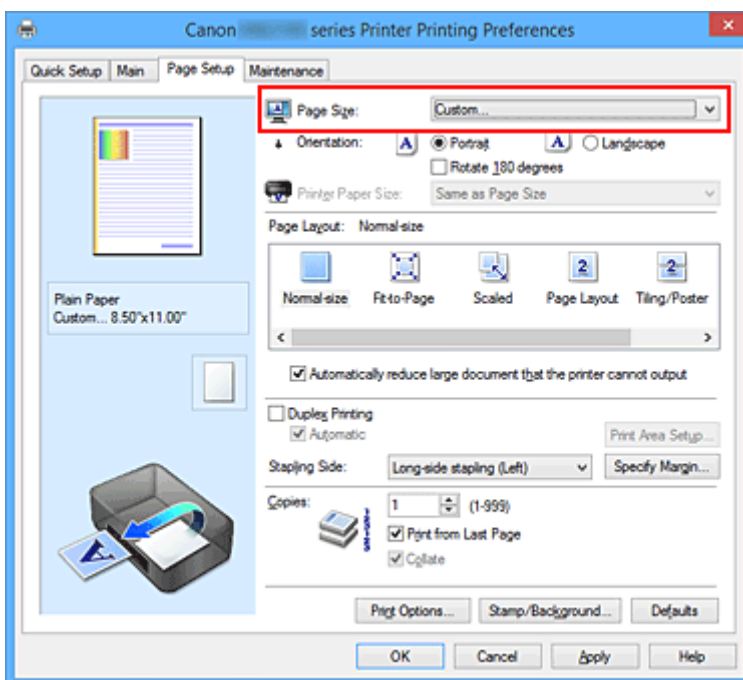 Canon series Printer Printing Preferences
Quick Setup Main Page Setup Maintenance
Page Size: Custom...
Orientation: A Portrait A Landscape
Rotate 180 degrees
Printer Paper Size: Same as Page Size
Page Layout: Normal-size
2 2
Normal-size Fit-to-Page Scaled Page Layout Tiling/Poster
Plain Paper
Custom... 8.50"x11.00"
Automatically reduce large document that the printer cannot output
Duplex Printing
Automatic
Print Area Setup...
Stapling Side: Long-side stapling (Left) Specify Margin...
Copies: 1 (1-999)
Print from Last Page
Collate
A
Print Options... Stamp/Background... Defaults
OK Cancel Apply Help